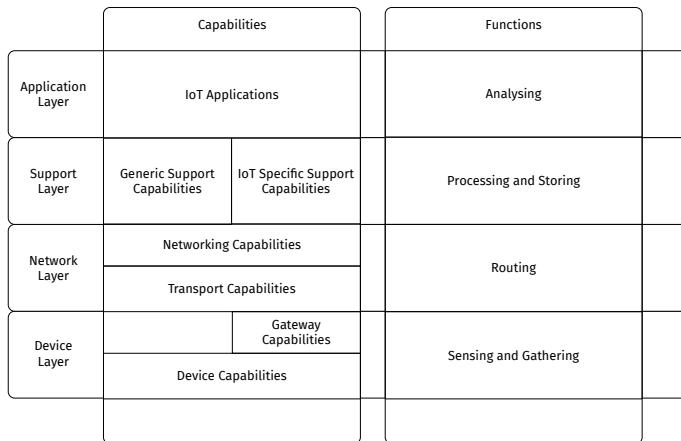 Capabilities
Functions
Application
Layer
IoT Applications
Analysing
Support
Layer
Generic Support
Capabilities
IoT Specific Support
Capabilities
Processing and Storing
Network
Layer
Networking Capabilities
Transport Capabilities
Routing
Device
Layer
Gateway
Capabilities
Device Capabilities
Sensing and Gathering